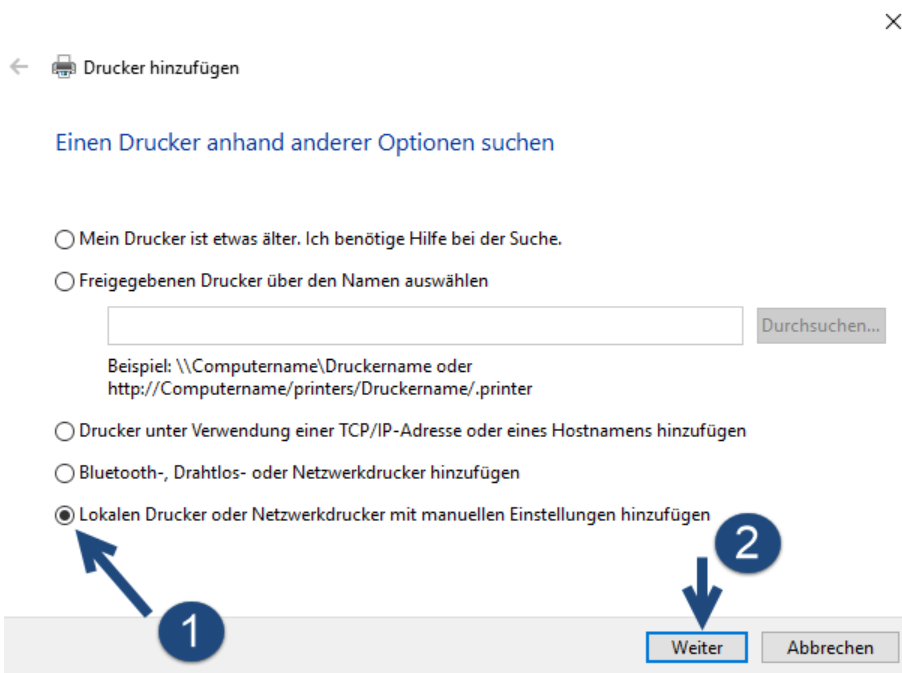 Drucker hinzufügen
Einen Drucker anhand anderer Optionen suchen
Mein Drucker ist etwas älter. Ich benötige Hilfe bei der Suche.
Freigegebenen Drucker über den Namen auswählen
Durchsuchen...
Beispiel: \\Computername\Druckername oder
http://Computername/printers/Druckername/.printer
Drucker unter Verwendung einer TCP/IP-Adresse oder eines Hostnamens hinzufügen
Bluetooth-, Drahtlos- oder Netzwerkdrucker hinzufügen
Lokalen Drucker oder Netzwerkdrucker mit manuellen Einstellungen hinzufügen
2
1
Weiter
Abbrechen